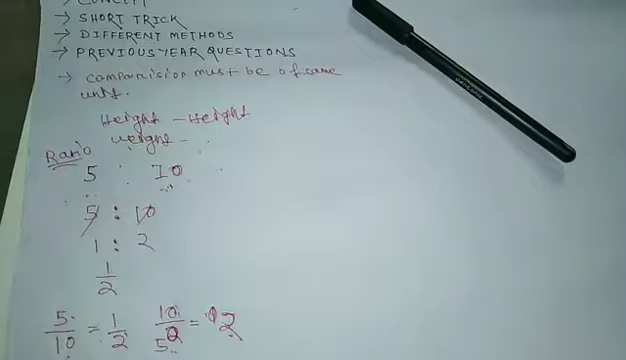 → CONCEPT
→ SHORT TRICK
→ DIFFERENT METHODS
→ PREVIOUS YEAR QUESTIONS
→ comparision must be of same
unit.
Height - Height
weight -
Ratio
5 : 10
5 : 10
1 : 2
1/2
5/10 = 1/2 10/5 = 2